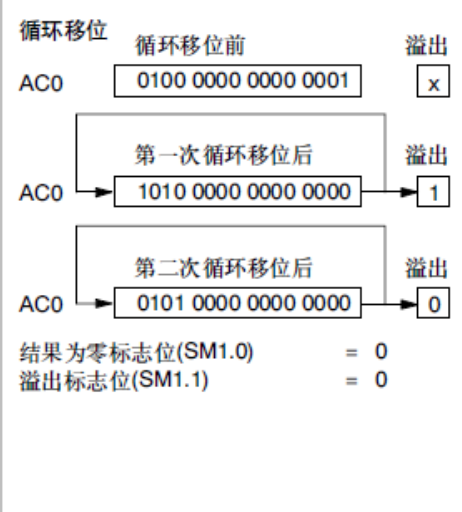 循环移位
循环移位前 溢出
AC0 0100 0000 0000 0001 x
第一次循环移位后 溢出
AC0 1010 0000 0000 0000 1
第二次循环移位后 溢出
AC0 0101 0000 0000 0000 0
结果为零标志位(SM1.0) = 0
溢出标志位(SM1.1) = 0